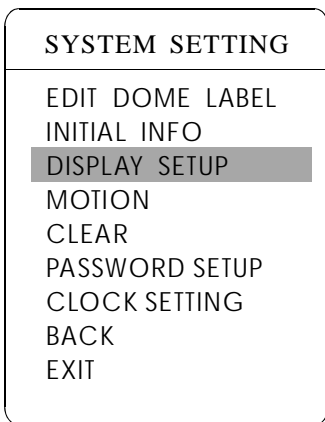 SYSTEM SETTING
EDIT DOME LABEL
INITIAL INFO
DISPLAY SETUP
MOTION
CLEAR
PASSWORD SETUP
CLOCK SETTING
BACK
EXIT